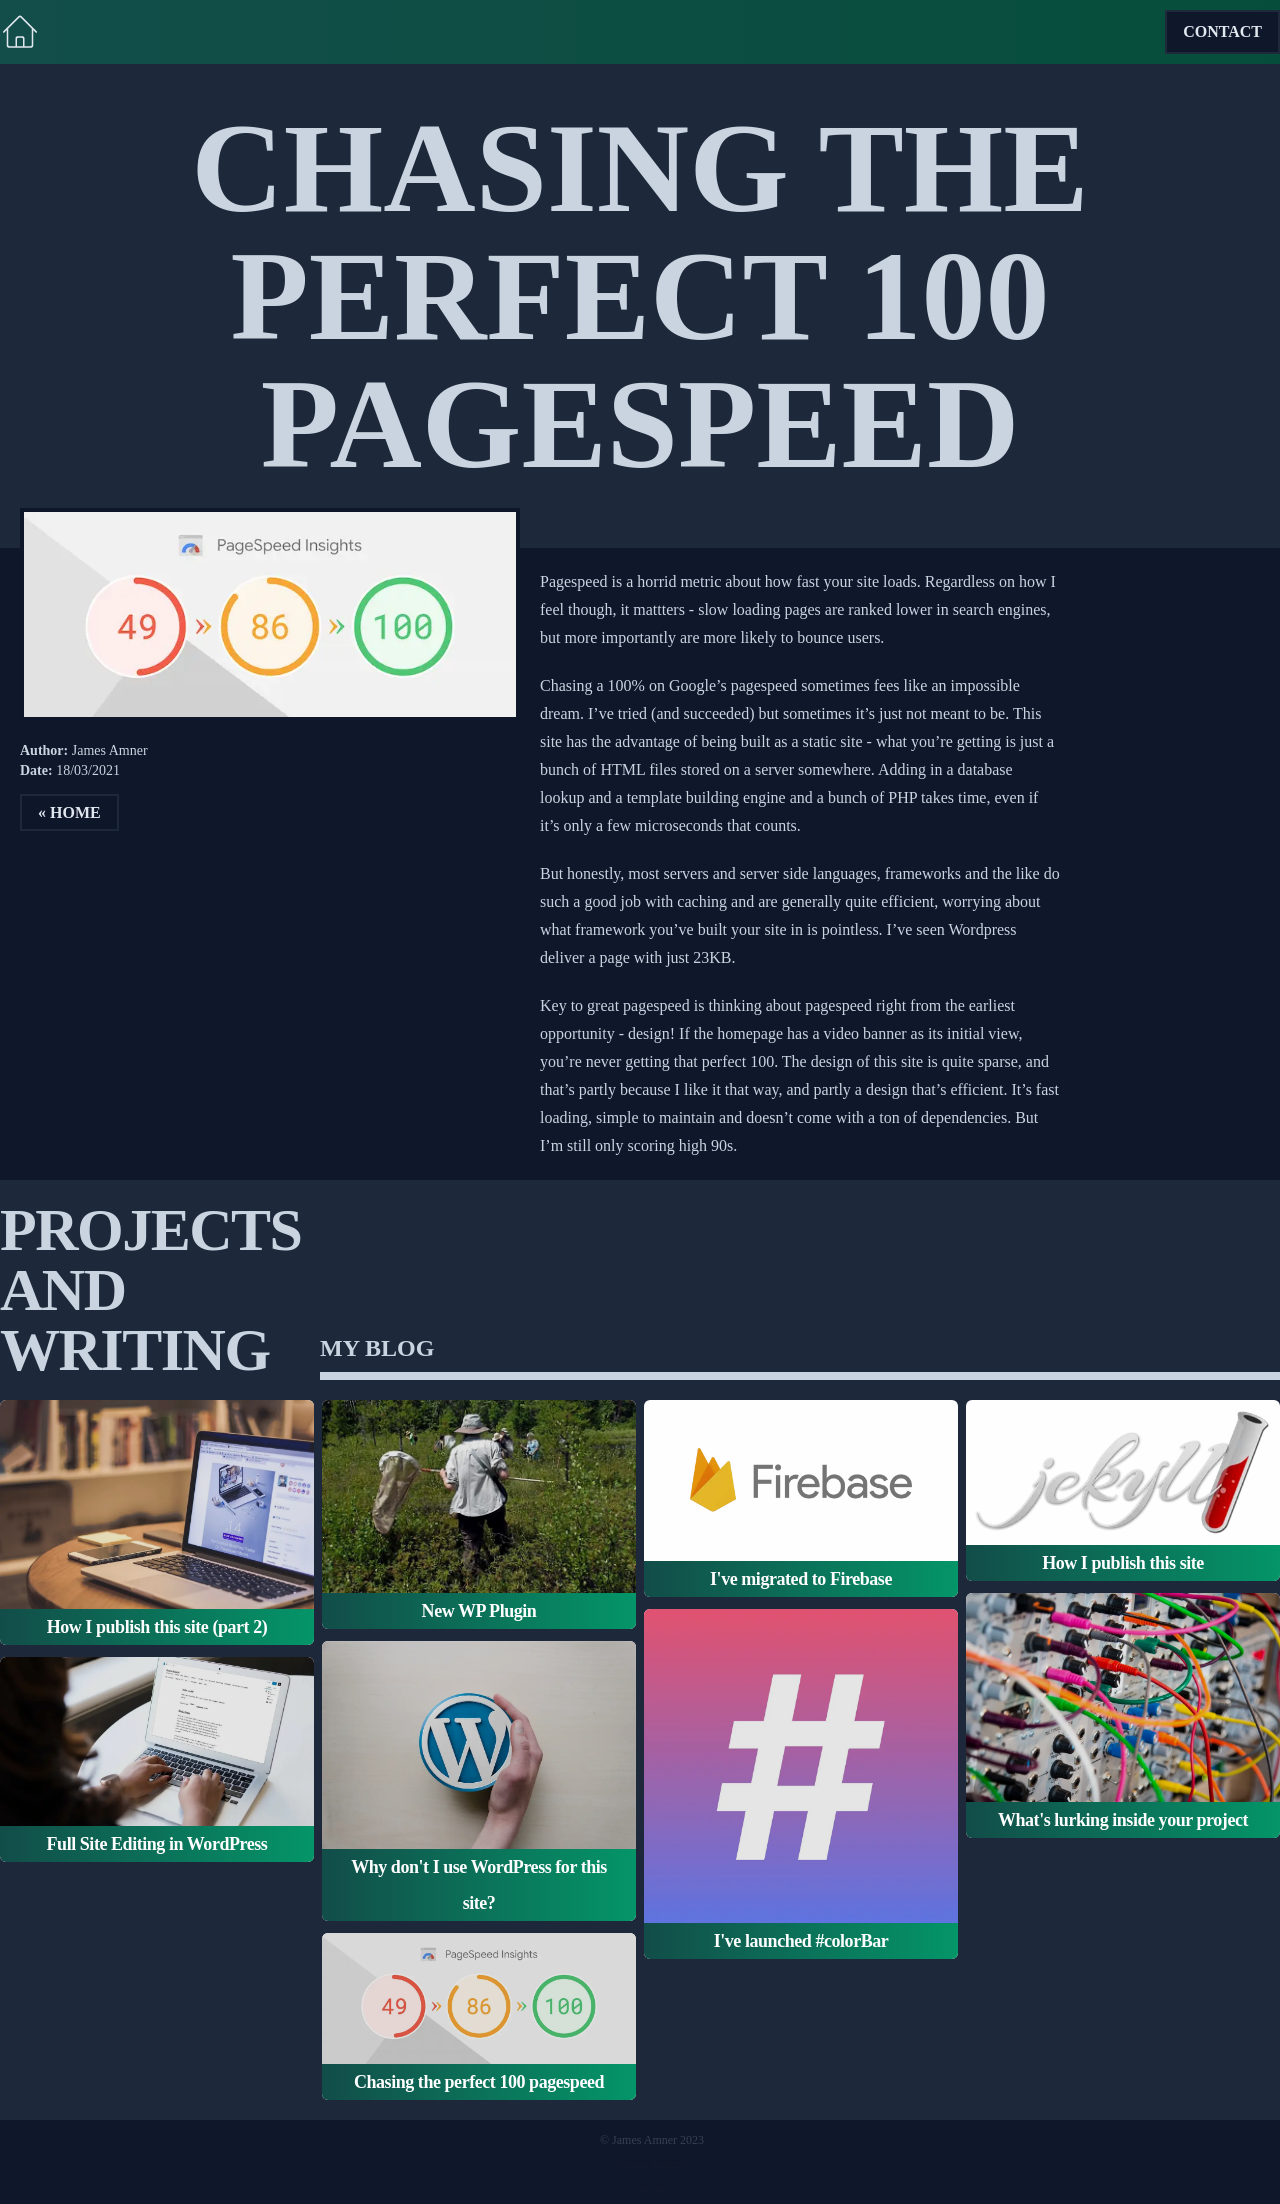 CONTACT
CHASING THE
PERFECT 100
PAGESPEED
PageSpeed Insights
49 » 86 » 100
Author: James Amner
Date: 18/03/2021
« HOME
Pagespeed is a horrid metric about how fast your site loads. Regardless on how I
feel though, it mattters - slow loading pages are ranked lower in search engines,
but more importantly are more likely to bounce users.
Chasing a 100% on Google’s pagespeed sometimes fees like an impossible
dream. I’ve tried (and succeeded) but sometimes it’s just not meant to be. This
site has the advantage of being built as a static site - what you’re getting is just a
bunch of HTML files stored on a server somewhere. Adding in a database
lookup and a template building engine and a bunch of PHP takes time, even if
it’s only a few microseconds that counts.
But honestly, most servers and server side languages, frameworks and the like do
such a good job with caching and are generally quite efficient, worrying about
what framework you’ve built your site in is pointless. I’ve seen Wordpress
deliver a page with just 23KB.
Key to great pagespeed is thinking about pagespeed right from the earliest
opportunity - design! If the homepage has a video banner as its initial view,
you’re never getting that perfect 100. The design of this site is quite sparse, and
that’s partly because I like it that way, and partly a design that’s efficient. It’s fast
loading, simple to maintain and doesn’t come with a ton of dependencies. But
I’m still only scoring high 90s.
PROJECTS
AND
WRITING
MY BLOG
How I publish this site (part 2)
Full Site Editing in WordPress
New WP Plugin
W
Why don't I use WordPress for this
site?
PageSpeed Insights
49 » 86 » 100
Chasing the perfect 100 pagespeed
Firebase
I've migrated to Firebase
#
I've launched #colorBar
jekyll
How I publish this site
What's lurking inside your project
© James Amner 2023